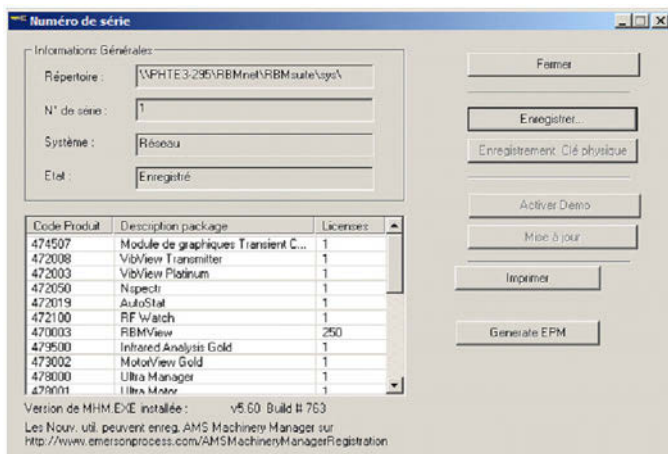 Numéro de série
Informations Générales
Répertoire : \\PHTE3-295\RBMnet\RBMsuite\sys\
N° de série : 1
Système : Réseau
Etat : Enregistré
Fermer
Enregistrer...
Enregistrement Clé physique
Activer Démo
Mise à jour
Imprimer
Generate EPM
Code Produit Description package Licenses
474507 Module de graphiques Transient C... 1
472008 VibView Transmitter 1
472003 VibView Platinum 1
472050 Nspectr 1
472019 AutoStat 1
472100 RF Watch 1
470003 RBMView 250
479500 Infrared Analysis Gold 1
473002 MotorView Gold 1
478000 Ultra Manager 1
478001 Ultra Motor 1
Version de MHM.EXE installée : v5.60 Build # 763
Les Nouv. util. peuvent enreg. AMS Machinery Manager sur
http://www.emersonprocess.com/AMSMachineryManagerRegistration